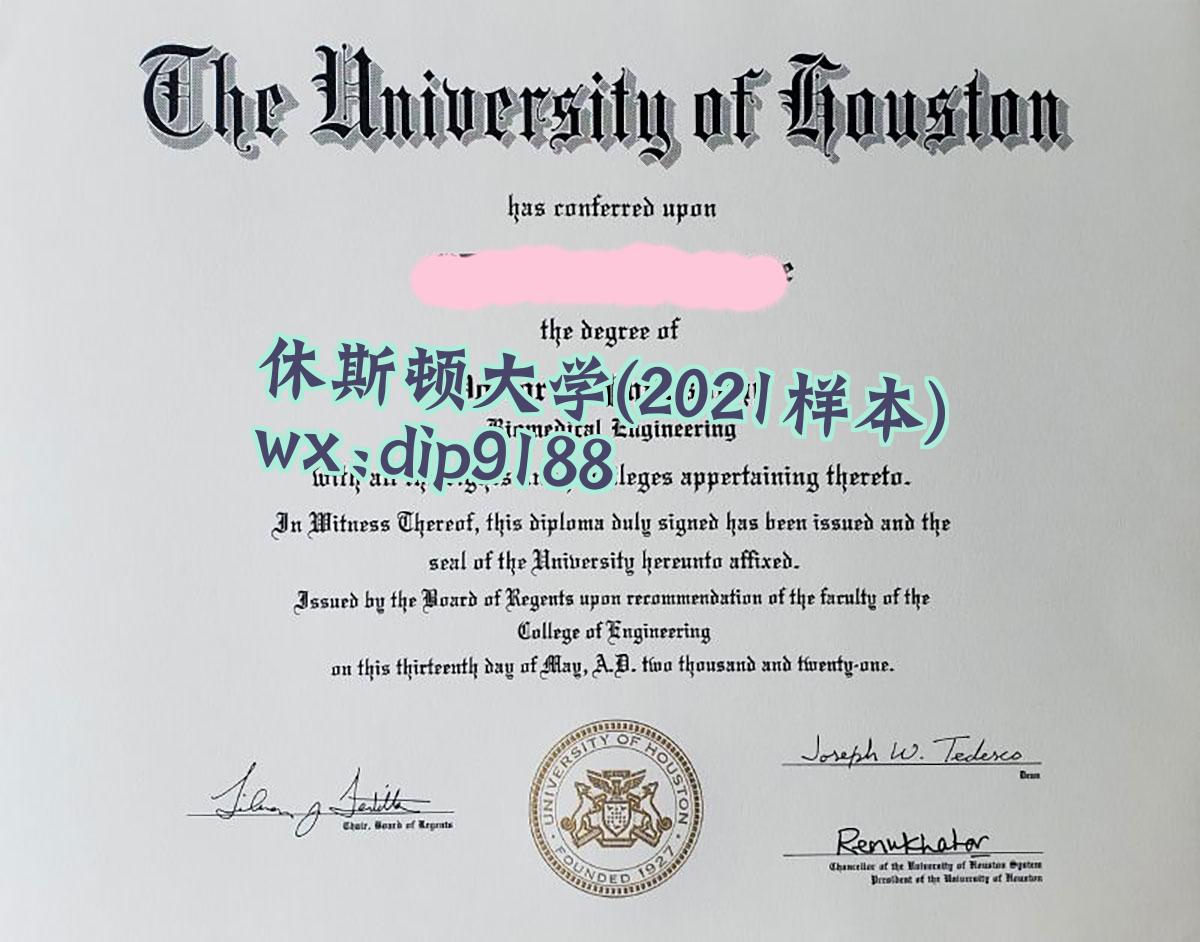 The University of Houston
has conferred upon
the degree of
休斯顿大学(2021样本)
Biomedical Engineering
wx:dip9188
appertaining thereto.
In Witness Thereof, this diploma duly signed has been issued and the
seal of the University hereunto affixed.
Issued by the Board of Regents upon recommendation of the faculty of the
College of Engineering
on this thirteenth day of May, A.D. two thousand and twenty-one.
Joseph W. Tedesco
Dean
Chair, Board of Regents
UNIVERSITY OF HOUSTON
FOUNDED 1927
Renu Khator
Chancellor of the University of Houston System
President of the University of Houston